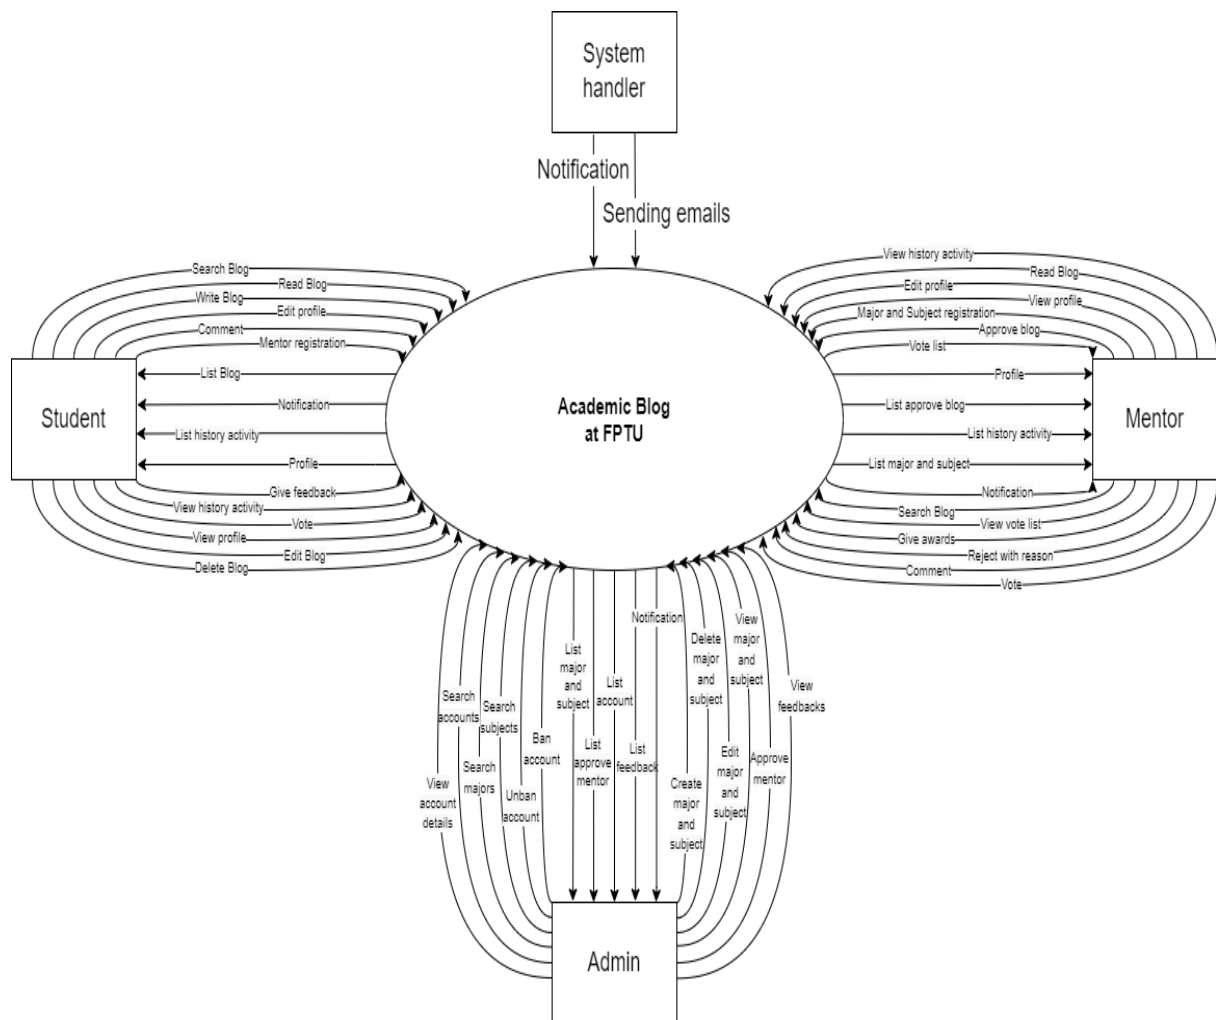 System
handler
Notification
Sending emails
Search Blog
Read Blog
Write Blog
Edit profile
Comment
Mentor registration
List Blog
Notification
List history activity
Profile
Give feedback
View history activity
Vote
View profile
Edit Blog
Delete Blog
Student
Academic Blog
at FPTU
View history activity
Read Blog
Edit profile
View profile
Major and Subject registration
Approve blog
Vote list
Profile
List approve blog
List history activity
List major and subject
Notification
Search Blog
View vote list
Give awards
Reject with reason
Comment
Vote
Mentor
View
account
details
Search
accounts
Search
majors
Search
subjects
Unban
account
Ban
account
List
major
and
subject
List
approve
mentor
List
account
List
feedback
Notification
Create
major
and
subject
Delete
major
and
subject
Edit
major
and
subject
View
major
and
subject
Approve
mentor
View
feedbacks
Admin